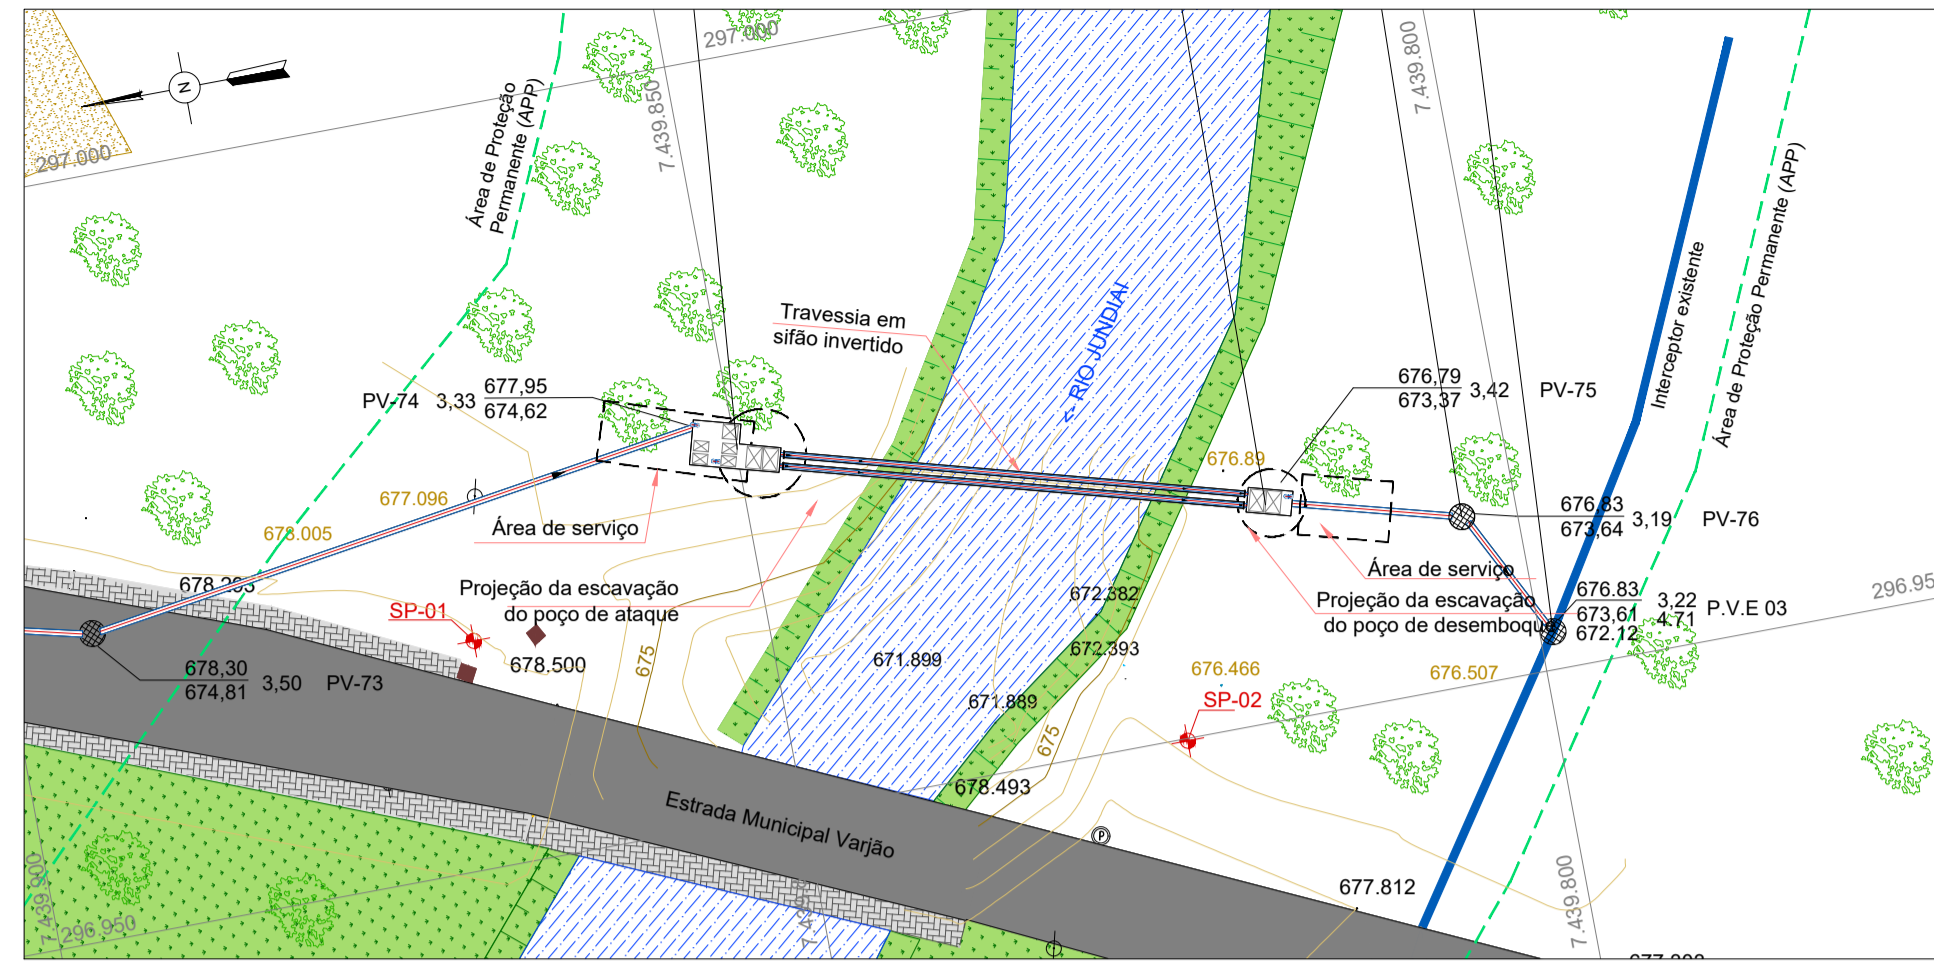 297.000
7.439.850
7.439.800
N
Área de Proteção
Permanente (APP)
297.000
Área de Proteção Permanente (APP)
Interceptor existente
Travessia em
sifão invertido
<- RIO JUNDIAI
677,95
PV-74 3,33
674,62
676,79
673,37 3,42 PV-75
676.89
677.096
678.005
Área de serviço
676,83
673,64 3,19 PV-76
Área de serviço
678.295
Projeção da escavação
do poço de ataque
SP-01
678.500
675
672.382
672.393
671.899
671.889
Projeção da escavação
do poço de desemboque
676.83
673,61
672.12
3.22
4.71
P.V.E 03
296.95
678,30
674,81 3,50 PV-73
676.466
SP-02
676.507
675
678.493
Estrada Municipal Varjão
P
677.812
7.439.900
296.950
7.439.800